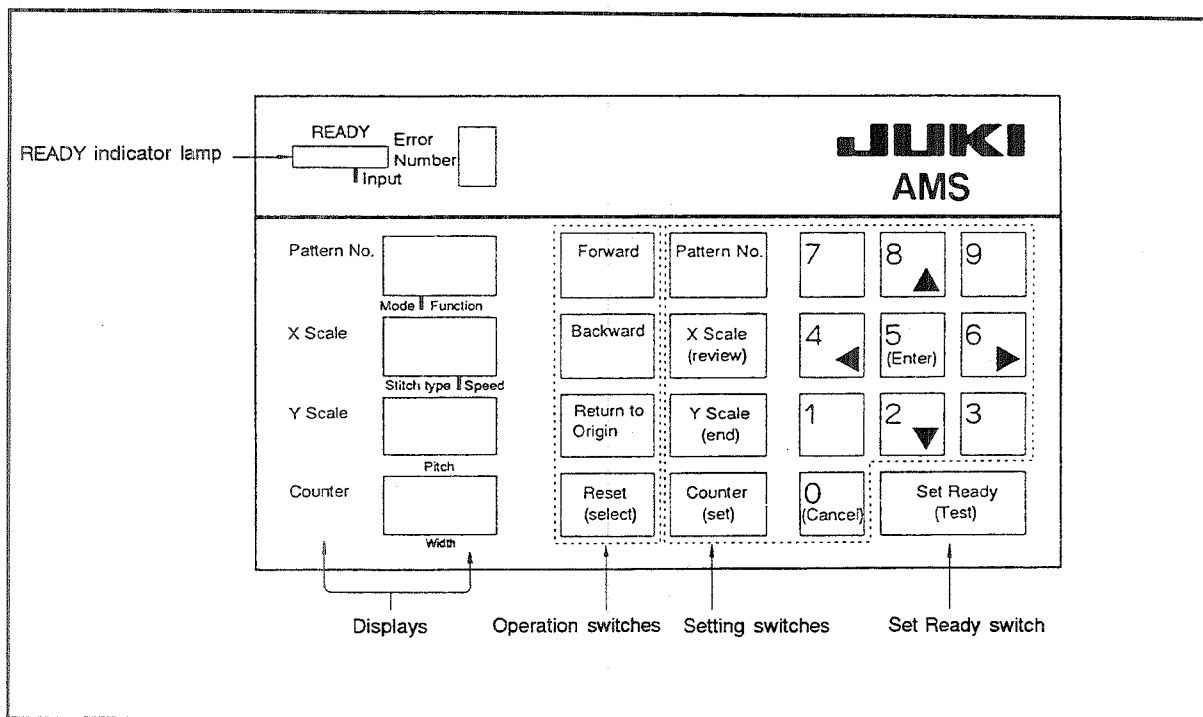 READY
Error
Number
Input
JUKI
AMS
READY indicator lamp
Pattern No.
Mode Function
X Scale
Stitch type Speed
Y Scale
Pitch
Counter
Width
Forward
Backward
Return to
Origin
Reset
(select)
Pattern No.
X Scale
(review)
Y Scale
(end)
Counter
(set)
7
8
9
4
5
(Enter)
6
1
2
3
0
(Cancel)
Set Ready
(Test)
Displays
Operation switches
Setting switches
Set Ready switch